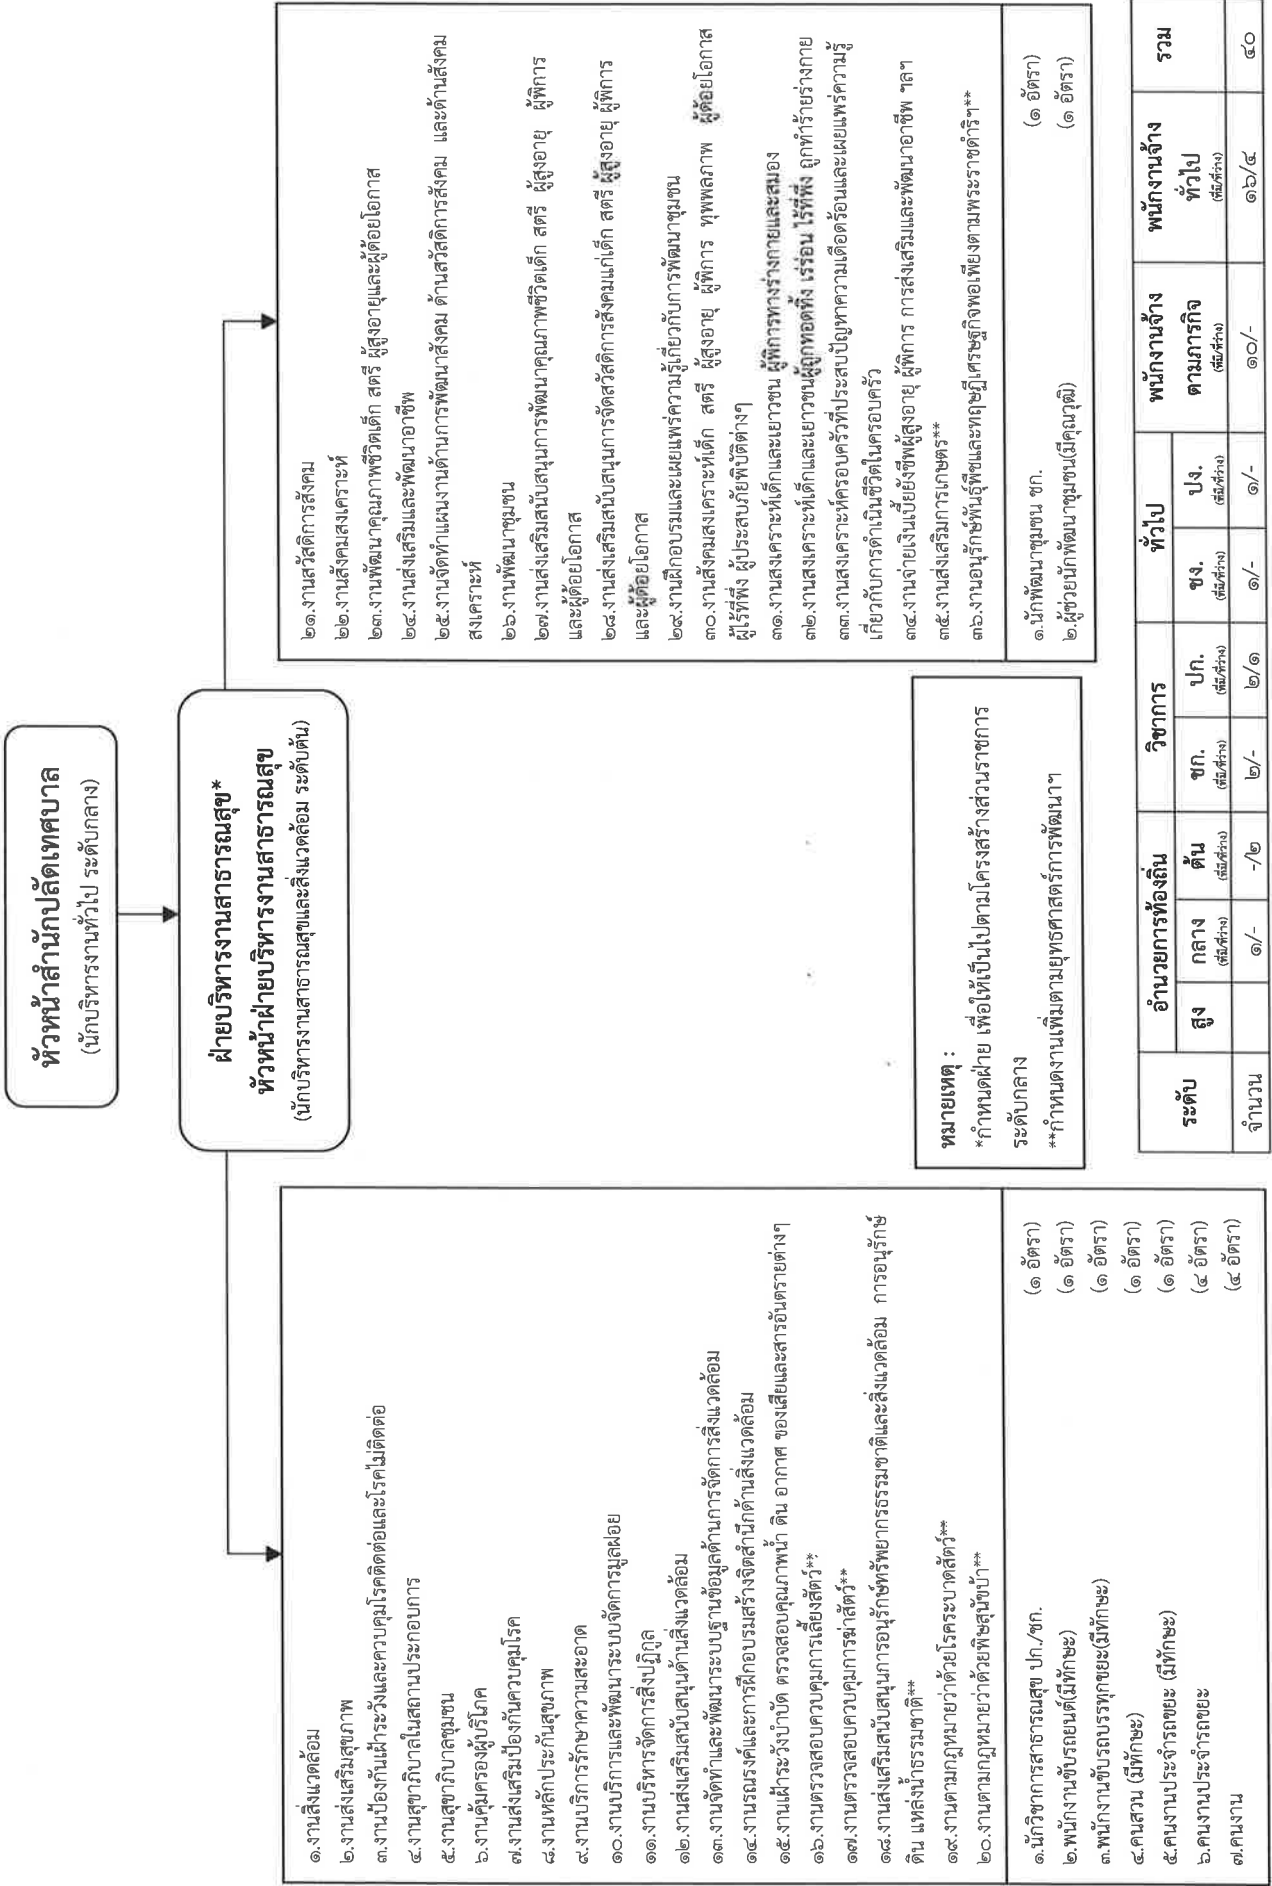 หัวหน้าสำนักปลัดเทศบาล
(นักบริหารงานทั่วไป ระดับกลาง)
ฝ่ายบริหารงานสาธารณสุข*
หัวหน้าฝ่ายบริหารงานสาธารณสุข
(นักบริหารงานสาธารณสุขและสิ่งแวดล้อม ระดับต้น)
๑.งานสิ่งแวดล้อม
๒.งานส่งเสริมสุขภาพ
๓.งานป้องกันเฝ้าระวังและควบคุมโรคติดต่อและโรคไม่ติดต่อ
๔.งานสุขาภิบาลในสถานประกอบการ
๕.งานสุขาภิบาลชุมชน
๖.งานคุ้มครองผู้บริโภค
๗.งานส่งเสริมป้องกันควบคุมโรค
๘.งานหลักประกันสุขภาพ
๙.งานบริการรักษาความสะอาด
๑๐.งานบริการและพัฒนาระบบจัดการมูลฝอย
๑๑.งานบริหารจัดการสิ่งปฏิกูล
๑๒.งานส่งเสริมสนับสนุนด้านสิ่งแวดล้อม
๑๓.งานจัดทำและพัฒนาระบบฐานข้อมูลด้านการจัดการสิ่งแวดล้อม
๑๔.งานรณรงค์และการฝึกอบรมสร้างจิตสำนึกด้านสิ่งแวดล้อม
๑๕.งานเฝ้าระวังบำบัด ตรวจสอบคุณภาพน้ำ ดิน อากาศ ของเสียและสารอันตรายต่างๆ
๑๖.งานตรวจสอบควบคุมการเลี้ยงสัตว์**
๑๗.งานตรวจสอบควบคุมการฆ่าสัตว์**
๑๘.งานส่งเสริมสนับสนุนการอนุรักษ์ทรัพยากรธรรมชาติและสิ่งแวดล้อม การอนุรักษ์
ดิน แหล่งน้ำธรรมชาติ**
๑๙.งานตามกฎหมายว่าด้วยโรคระบาดสัตว์**
๒๐.งานตามกฎหมายว่าด้วยพิษสุนัขบ้า**
๑.นักวิชาการสาธารณสุข ปก./ชก. (๑ อัตรา)
๒.พนักงานขับรถยนต์(มีทักษะ) (๑ อัตรา)
๓.พนักงานขับรถบรรทุกขยะ(มีทักษะ) (๑ อัตรา)
๔.คนสวน (มีทักษะ) (๑ อัตรา)
๕.คนงานประจำรถขยะ (มีทักษะ) (๑ อัตรา)
๖.คนงานประจำรถขยะ (๔ อัตรา)
๗.คนงาน (๔ อัตรา)
๒๑.งานสวัสดิการสังคม
๒๒.งานสังคมสงเคราะห์
๒๓.งานพัฒนาคุณภาพชีวิตเด็ก สตรี ผู้สูงอายุและผู้ด้อยโอกาส
๒๔.งานส่งเสริมและพัฒนาอาชีพ
๒๕.งานจัดทำแผนงานด้านการพัฒนาสังคม ด้านสวัสดิการสังคม และด้านสังคม
สงเคราะห์
๒๖.งานพัฒนาชุมชน
๒๗.งานส่งเสริมสนับสนุนการพัฒนาคุณภาพชีวิตเด็ก สตรี ผู้สูงอายุ ผู้พิการ
และผู้ด้อยโอกาส
๒๘.งานส่งเสริมสนับสนุนการจัดสวัสดิการสังคมแก่เด็ก สตรี ผู้สูงอายุ ผู้พิการ
และผู้ด้อยโอกาส
๒๙.งานฝึกอบรมและเผยแพร่ความรู้เกี่ยวกับการพัฒนาชุมชน
๓๐.งานสังคมสงเคราะห์เด็ก สตรี ผู้สูงอายุ ผู้พิการ ทุพพลภาพ ผู้ด้อยโอกาส
ผู้ไร้ที่พึ่ง ผู้ประสบภัยพิบัติต่างๆ
๓๑.งานสงเคราะห์เด็กและเยาวชน ผู้พิการทางร่างกายและสมอง
๓๒.งานสงเคราะห์เด็กและเยาวชนผู้ถูกทอดทิ้ง เร่ร่อน ไร้ที่พึ่ง ถูกทำร้ายร่างกาย
๓๓.งานสงเคราะห์ครอบครัวที่ประสบปัญหาความเดือดร้อนและเผยแพร่ความรู้
เกี่ยวกับการดำเนินชีวิตในครอบครัว
๓๔.งานจ่ายเงินเบี้ยยังชีพผู้สูงอายุ ผู้พิการ การส่งเสริมและพัฒนาอาชีพ ฯลฯ
๓๕.งานส่งเสริมการเกษตร**
๓๖.งานอนุรักษ์พันธุ์พืชและทฤษฎีเศรษฐกิจพอเพียงตามพระราชดำริฯ**
๑.นักพัฒนาชุมชน ชก. (๑ อัตรา)
๒.ผู้ช่วยนักพัฒนาชุมชน(มีคุณวุฒิ) (๑ อัตรา)
หมายเหตุ :
*กำหนดฝ่าย เพื่อให้เป็นไปตามโครงสร้างส่วนราชการ
ระดับกลาง
**กำหนดงานเพิ่มตามยุทธศาสตร์การพัฒนาฯ
ระดับ อำนวยการท้องถิ่น วิชาการ ทั่วไป พนักงานจ้าง พนักงานจ้าง รวม
สูง กลาง ต้น ชก. ปก. ชง. ปง. ตามภารกิจ ทั่วไป
(ที่มี/ที่ว่าง) (ที่มี/ที่ว่าง) (ที่มี/ที่ว่าง) (ที่มี/ที่ว่าง) (ที่มี/ที่ว่าง) (ที่มี/ที่ว่าง) (ที่มี/ที่ว่าง) (ที่มี/ที่ว่าง)
จำนวน ๑/- -/๒ ๒/- ๒/๑ ๑/- ๑/- ๑๐/- ๑๖/๔ ๔๐